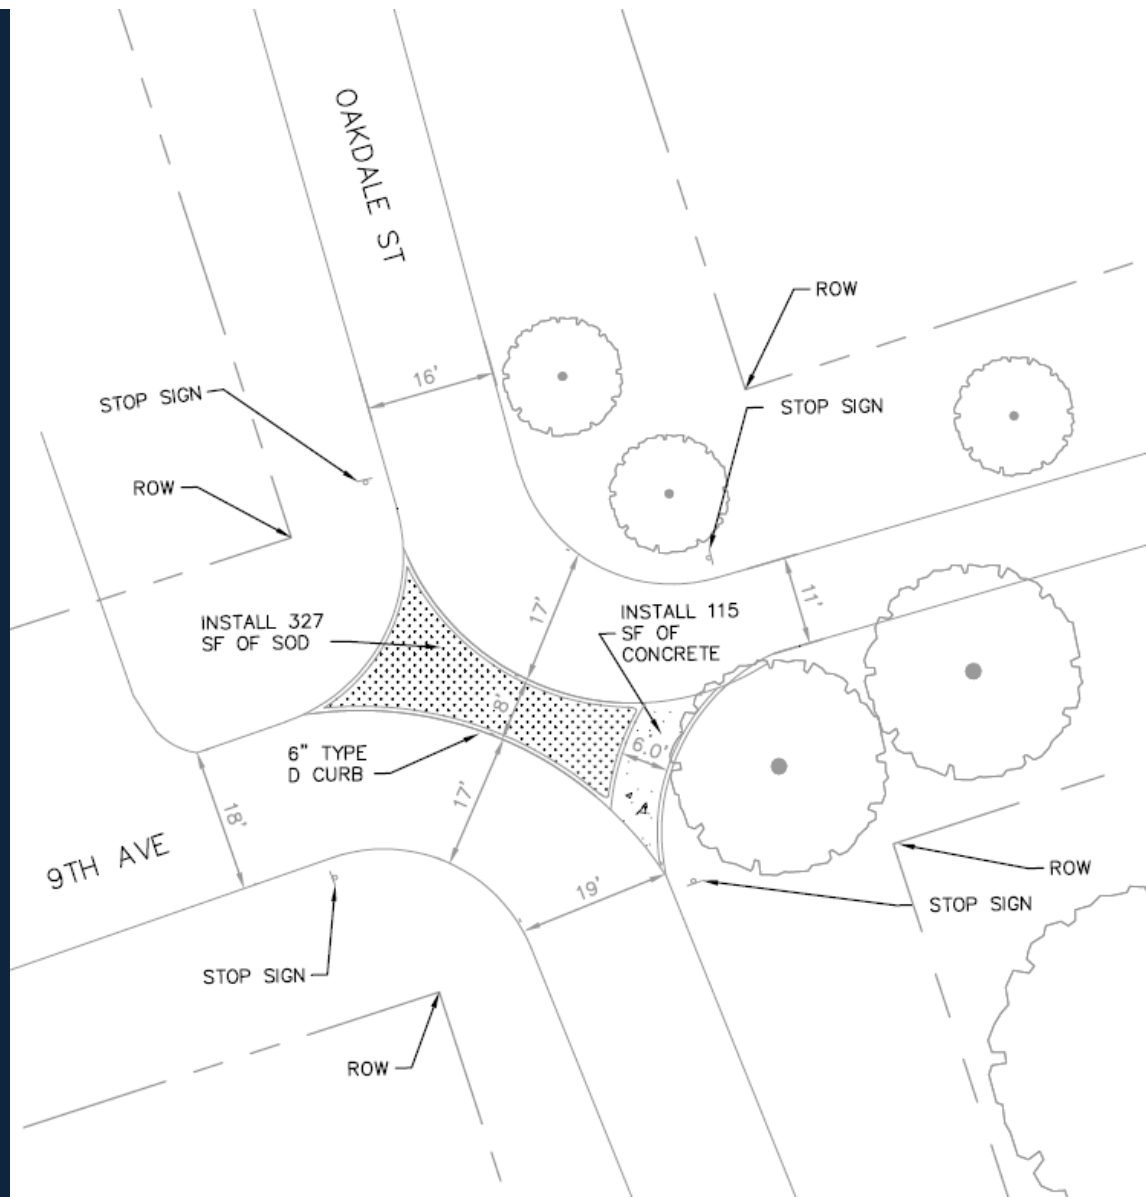 OAKDALE ST
ROW
16'
STOP SIGN
STOP SIGN
ROW
INSTALL 327
SF OF SOD
17'
INSTALL 115
SF OF
CONCRETE
11'
8'
6.0'
6" TYPE
D CURB
17'
18'
9TH AVE
19'
ROW
STOP SIGN
STOP SIGN
ROW